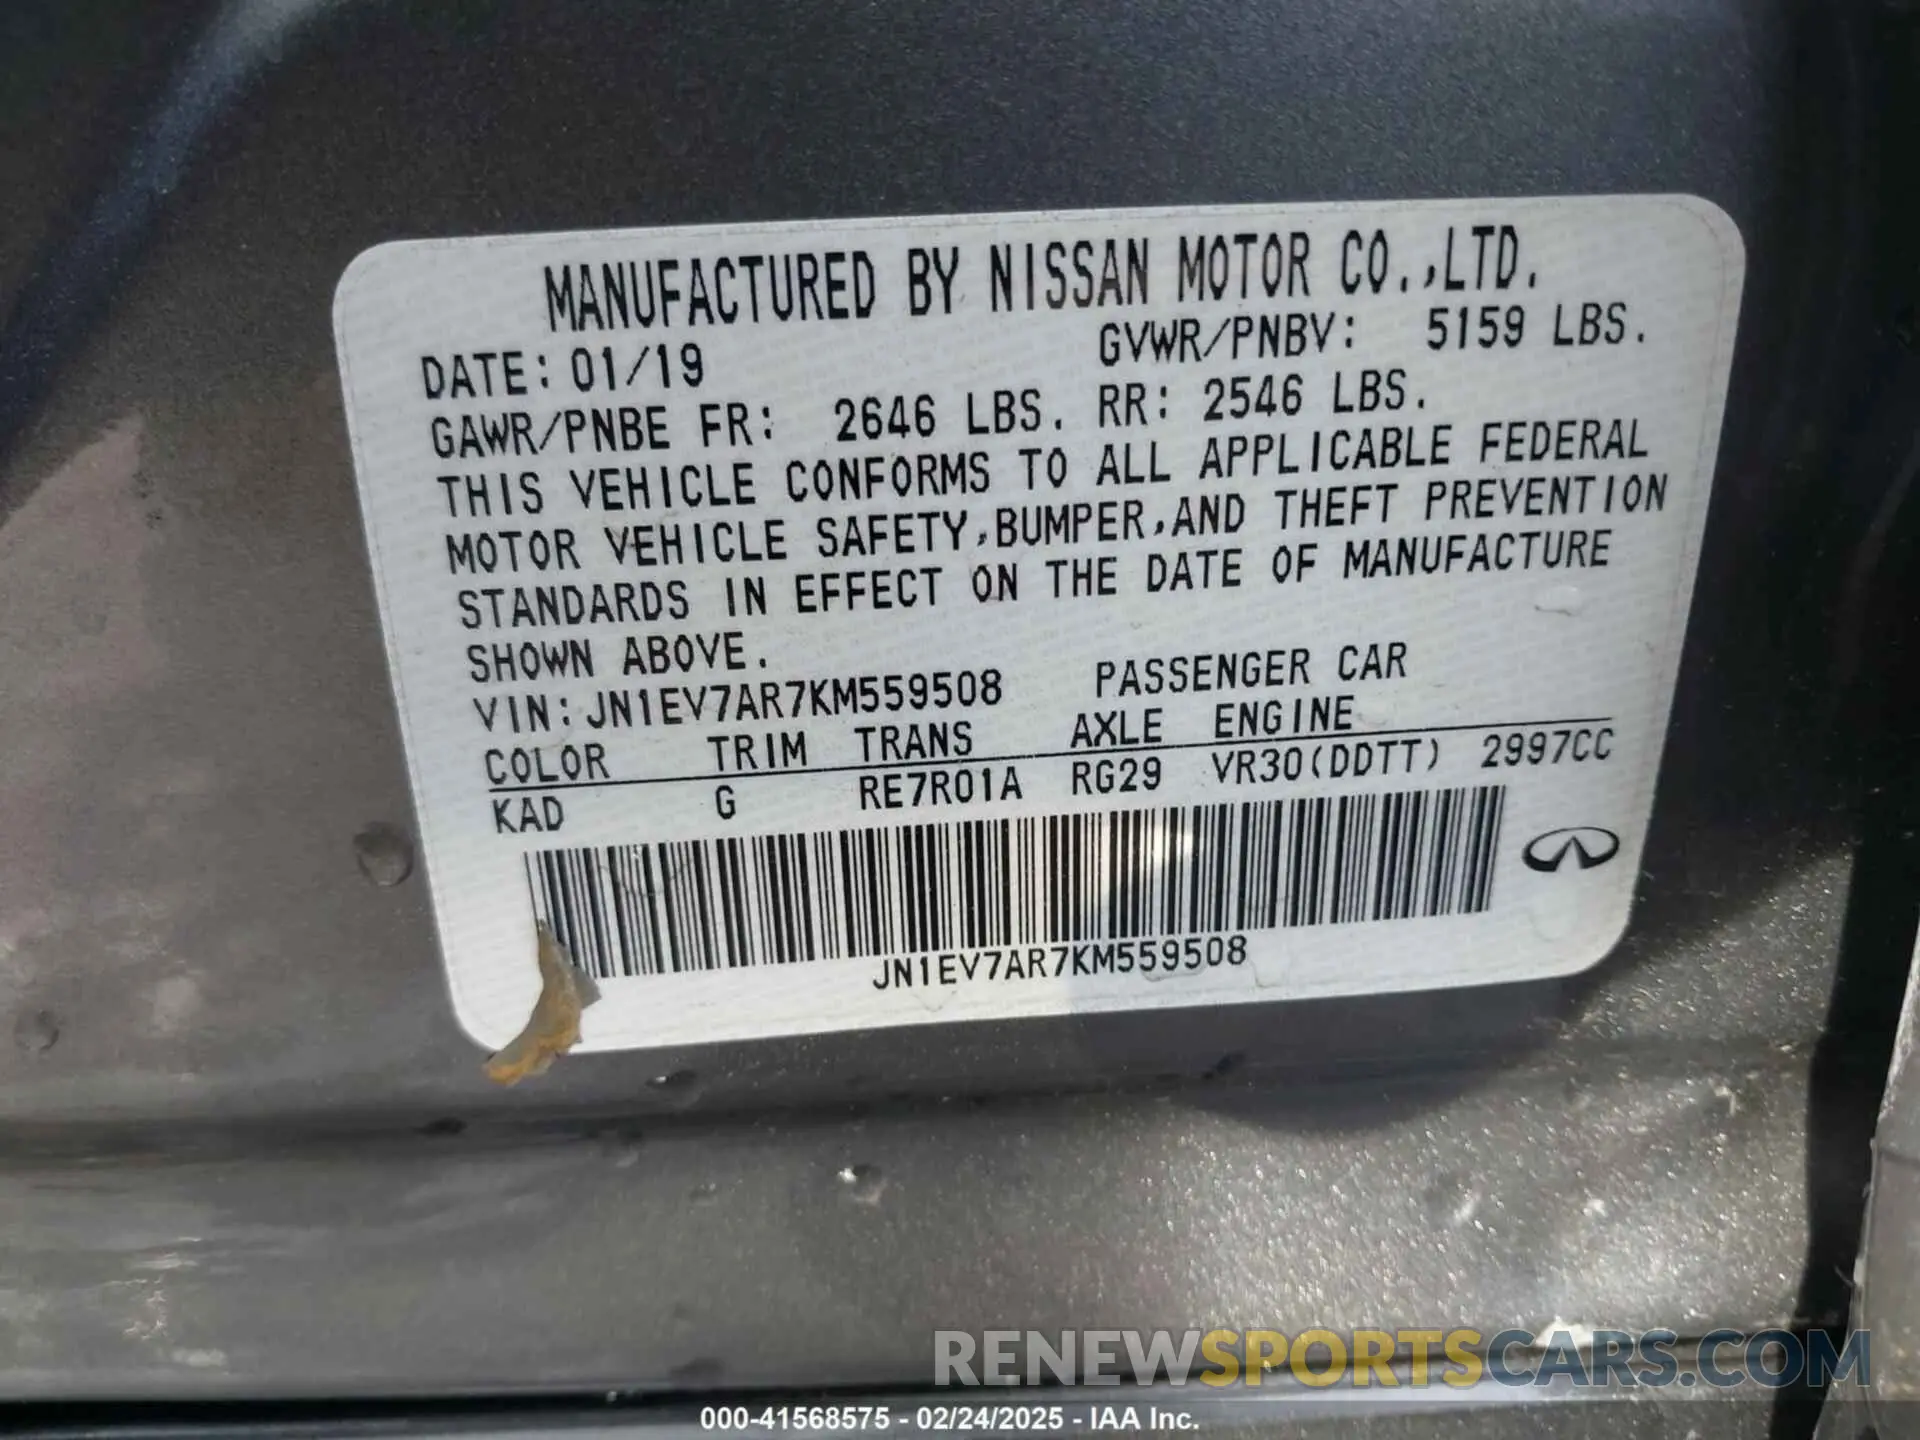 MANUFACTURED BY NISSAN MOTOR CO.,LTD.
DATE: 01/19 GVWR/PNBV: 5159 LBS.
GAWR/PNBE FR: 2646 LBS. RR: 2546 LBS.
THIS VEHICLE CONFORMS TO ALL APPLICABLE FEDERAL
MOTOR VEHICLE SAFETY,BUMPER,AND THEFT PREVENTION
STANDARDS IN EFFECT ON THE DATE OF MANUFACTURE
SHOWN ABOVE.
VIN: JN1EV7AR7KM559508 PASSENGER CAR
COLOR TRIM TRANS AXLE ENGINE
KAD G RE7R01A RG29 VR30(DDTT) 2997CC
JN1EV7AR7KM559508
RENEWSPORTSCARS.COM
000-41568575 - 02/24/2025 - IAA Inc.